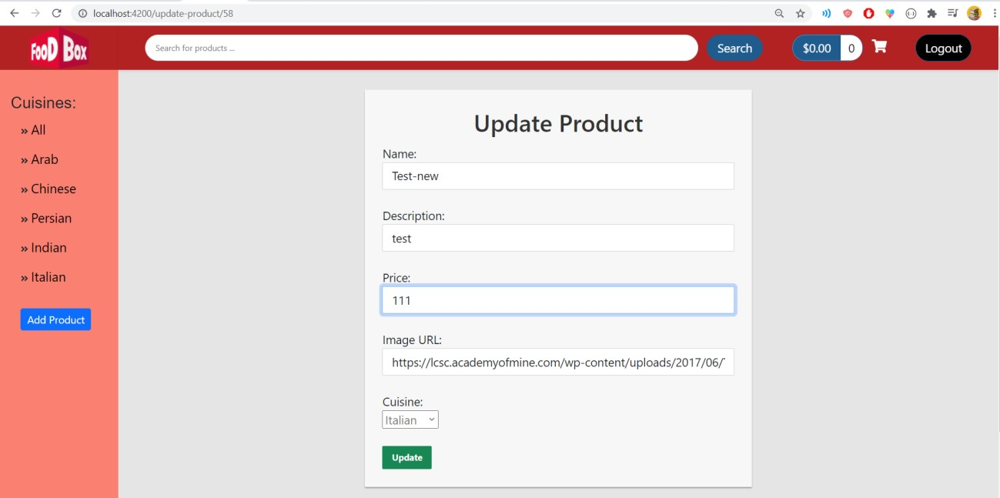 localhost:4200/update-product/58
FooD Box
Search for products ...
Search
$0.00
0
Logout
Cuisines:
» All
» Arab
» Chinese
» Persian
» Indian
» Italian
Add Product
Update Product
Name:
Test-new
Description:
test
Price:
111
Image URL:
https://lcsc.academyofmine.com/wp-content/uploads/2017/06/
Cuisine:
Italian
Update